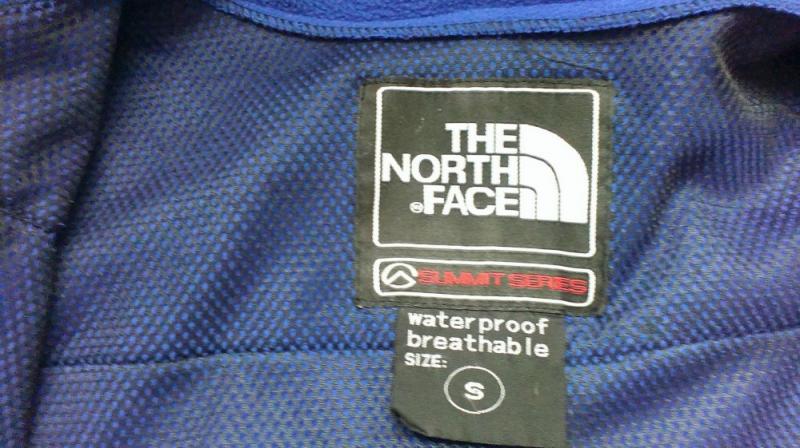 THE
NORTH
®FACE
SUMMIT SERIES
waterproof
breathable
SIZE:
S